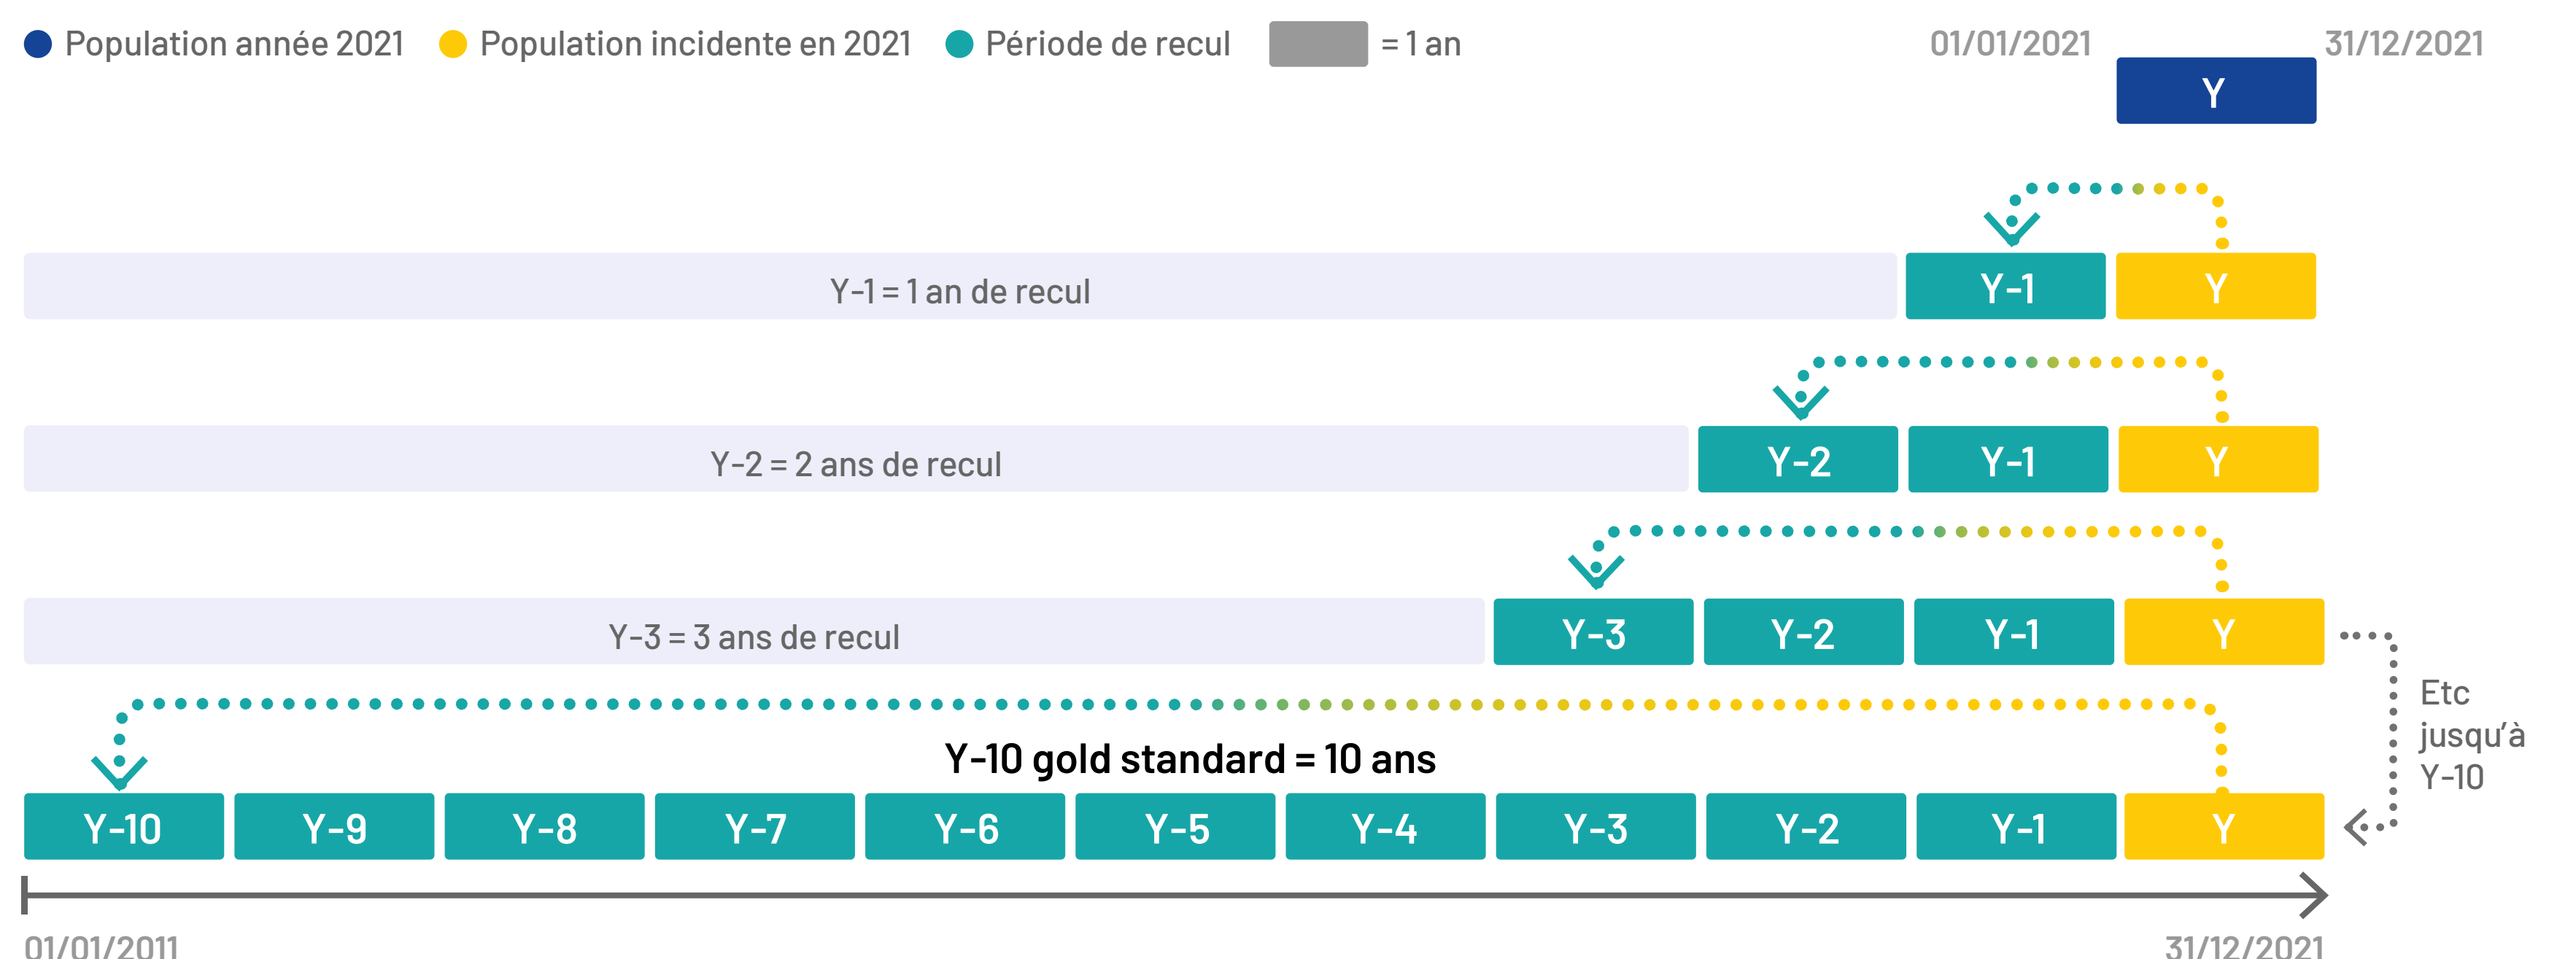 Population année 2021
Population incidente en 2021
Période de recul
= 1 an
01/01/2021
31/12/2021
Y
Y-1 = 1 an de recul
Y-1
Y
Y-2 = 2 ans de recul
Y-2
Y-1
Y
Y-3 = 3 ans de recul
Y-3
Y-2
Y-1
Y
Etc
jusqu'à
Y-10
Y-10 gold standard = 10 ans
Y-10
Y-9
Y-8
Y-7
Y-6
Y-5
Y-4
Y-3
Y-2
Y-1
Y
01/01/2011
31/12/2021